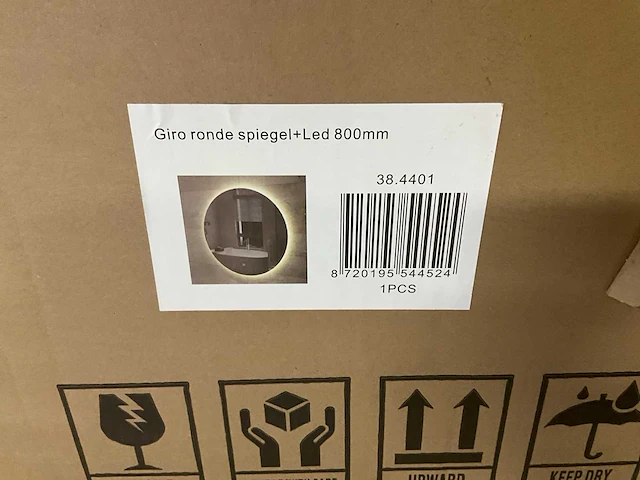 Giro ronde spiegel+Led 800mm
38.4401
8 720195 544524
1PCS
UPWARD
KEEP DRY